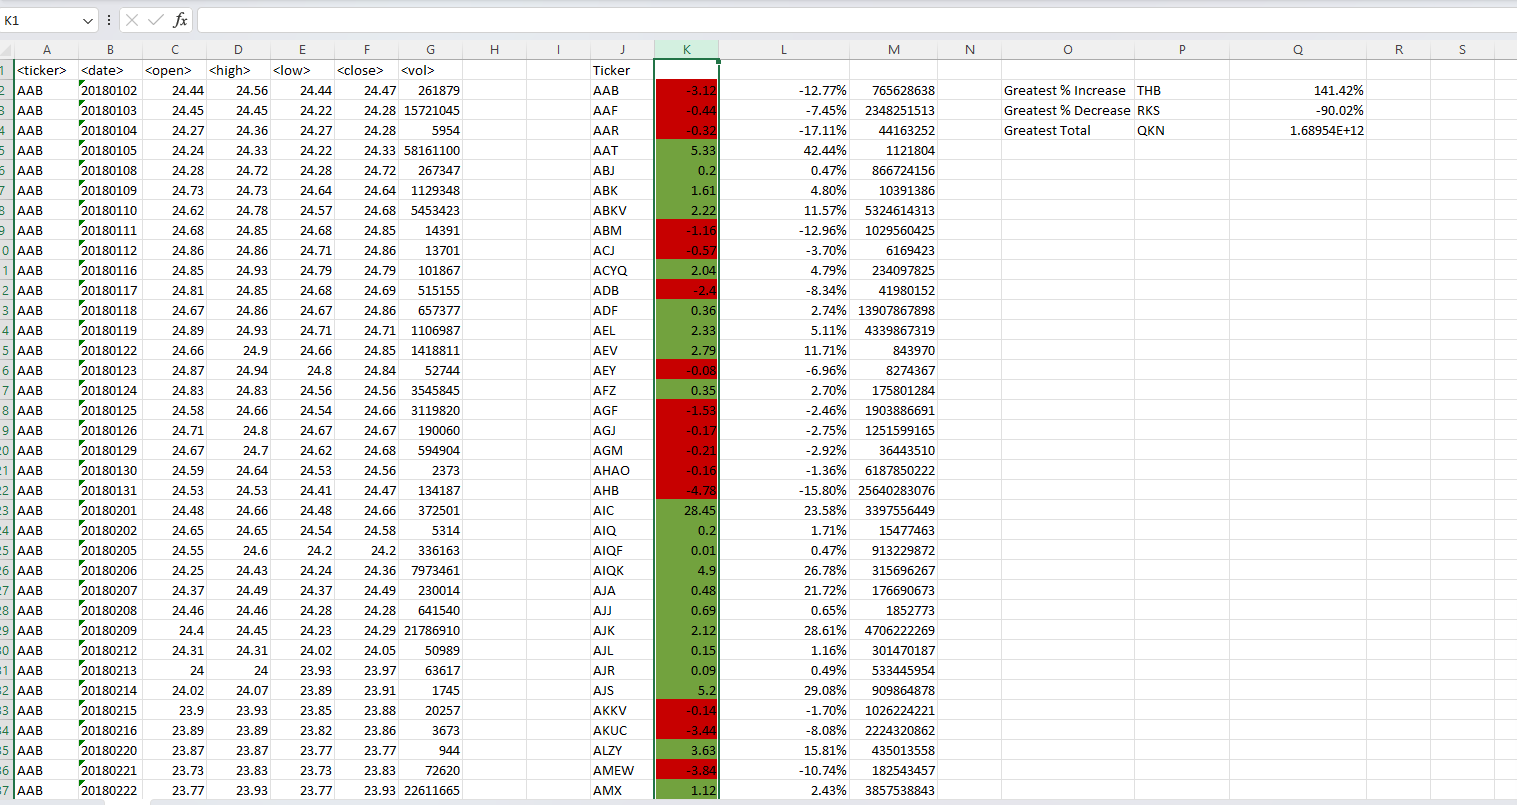 K1 fx
A B C D E F G H I J K L M N O P Q R S
1 <ticker> <date> <open> <high> <low> <close> <vol> Ticker
2 AAB 20180102 24.44 24.56 24.44 24.47 261879 AAB -3.12 -12.77% 765628638 Greatest % Increase THB 141.42%
3 AAB 20180103 24.45 24.45 24.22 24.28 15721045 AAF -0.44 -7.45% 2348251513 Greatest % Decrease RKS -90.02%
4 AAB 20180104 24.27 24.36 24.27 24.28 5954 AAR -0.32 -17.11% 44163252 Greatest Total QKN 1.68954E+12
5 AAB 20180105 24.24 24.33 24.22 24.33 58161100 AAT 5.33 42.44% 1121804
6 AAB 20180108 24.28 24.72 24.28 24.72 267347 ABJ 0.2 0.47% 866724156
7 AAB 20180109 24.73 24.73 24.64 24.64 1129348 ABK 1.61 4.80% 10391386
8 AAB 20180110 24.62 24.78 24.57 24.68 5453423 ABKV 2.22 11.57% 5324614313
9 AAB 20180111 24.68 24.85 24.68 24.85 14391 ABM -1.16 -12.96% 1029560425
0 AAB 20180112 24.86 24.86 24.71 24.86 13701 ACJ -0.57 -3.70% 6169423
1 AAB 20180116 24.85 24.93 24.79 24.79 101867 ACYQ 2.04 4.79% 234097825
2 AAB 20180117 24.81 24.85 24.68 24.69 515155 ADB -2.4 -8.34% 41980152
3 AAB 20180118 24.67 24.86 24.67 24.86 657377 ADF 0.36 2.74% 13907867898
4 AAB 20180119 24.89 24.93 24.71 24.71 1106987 AEL 2.33 5.11% 4339867319
5 AAB 20180122 24.66 24.9 24.66 24.85 1418811 AEV 2.79 11.71% 843970
6 AAB 20180123 24.87 24.94 24.8 24.84 52744 AEY -0.08 -6.96% 8274367
7 AAB 20180124 24.83 24.83 24.56 24.56 3545845 AFZ 0.35 2.70% 175801284
8 AAB 20180125 24.58 24.66 24.54 24.66 3119820 AGF -1.53 -2.46% 1903886691
9 AAB 20180126 24.71 24.8 24.67 24.67 190060 AGJ -0.17 -2.75% 1251599165
20 AAB 20180129 24.67 24.7 24.62 24.68 594904 AGM -0.21 -2.92% 36443510
21 AAB 20180130 24.59 24.64 24.53 24.56 2373 AHAO -0.16 -1.36% 6187850222
22 AAB 20180131 24.53 24.53 24.41 24.47 134187 AHB -4.78 -15.80% 25640283076
23 AAB 20180201 24.48 24.66 24.48 24.66 372501 AIC 28.45 23.58% 3397556449
24 AAB 20180202 24.65 24.65 24.54 24.58 5314 AIQ 0.2 1.71% 15477463
25 AAB 20180205 24.55 24.6 24.2 24.2 336163 AIQF 0.01 0.47% 913229872
26 AAB 20180206 24.25 24.43 24.24 24.36 7973461 AIQK 4.9 26.78% 315696267
27 AAB 20180207 24.37 24.49 24.37 24.49 230014 AJA 0.48 21.72% 176690673
28 AAB 20180208 24.46 24.46 24.28 24.28 641540 AJJ 0.69 0.65% 1852773
29 AAB 20180209 24.4 24.45 24.23 24.29 21786910 AJK 2.12 28.61% 4706222269
30 AAB 20180212 24.31 24.31 24.02 24.05 50989 AJL 0.15 1.16% 301470187
31 AAB 20180213 24 24 23.93 23.97 63617 AJR 0.09 0.49% 533445954
32 AAB 20180214 24.02 24.07 23.89 23.91 1745 AJS 5.2 29.08% 909864878
33 AAB 20180215 23.9 23.93 23.85 23.88 20257 AKKV -0.14 -1.70% 1026224221
34 AAB 20180216 23.89 23.89 23.82 23.86 3673 AKUC -3.44 -8.08% 2224320862
35 AAB 20180220 23.87 23.87 23.77 23.77 944 ALZY 3.63 15.81% 435013558
36 AAB 20180221 23.73 23.83 23.73 23.83 72620 AMEW -3.84 -10.74% 182543457
37 AAB 20180222 23.77 23.93 23.77 23.93 22611665 AMX 1.12 2.43% 3857538843